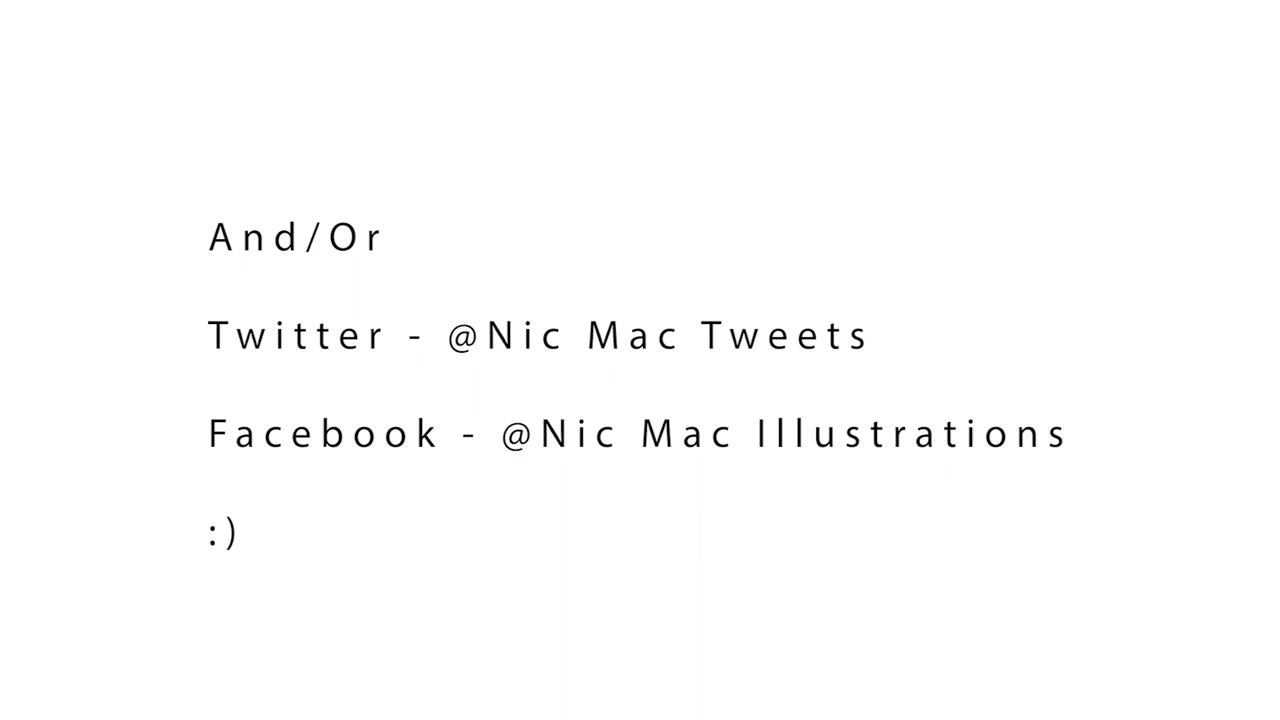 And/Or
Twitter - @Nic Mac Tweets
Facebook - @Nic Mac Illustrations
:)